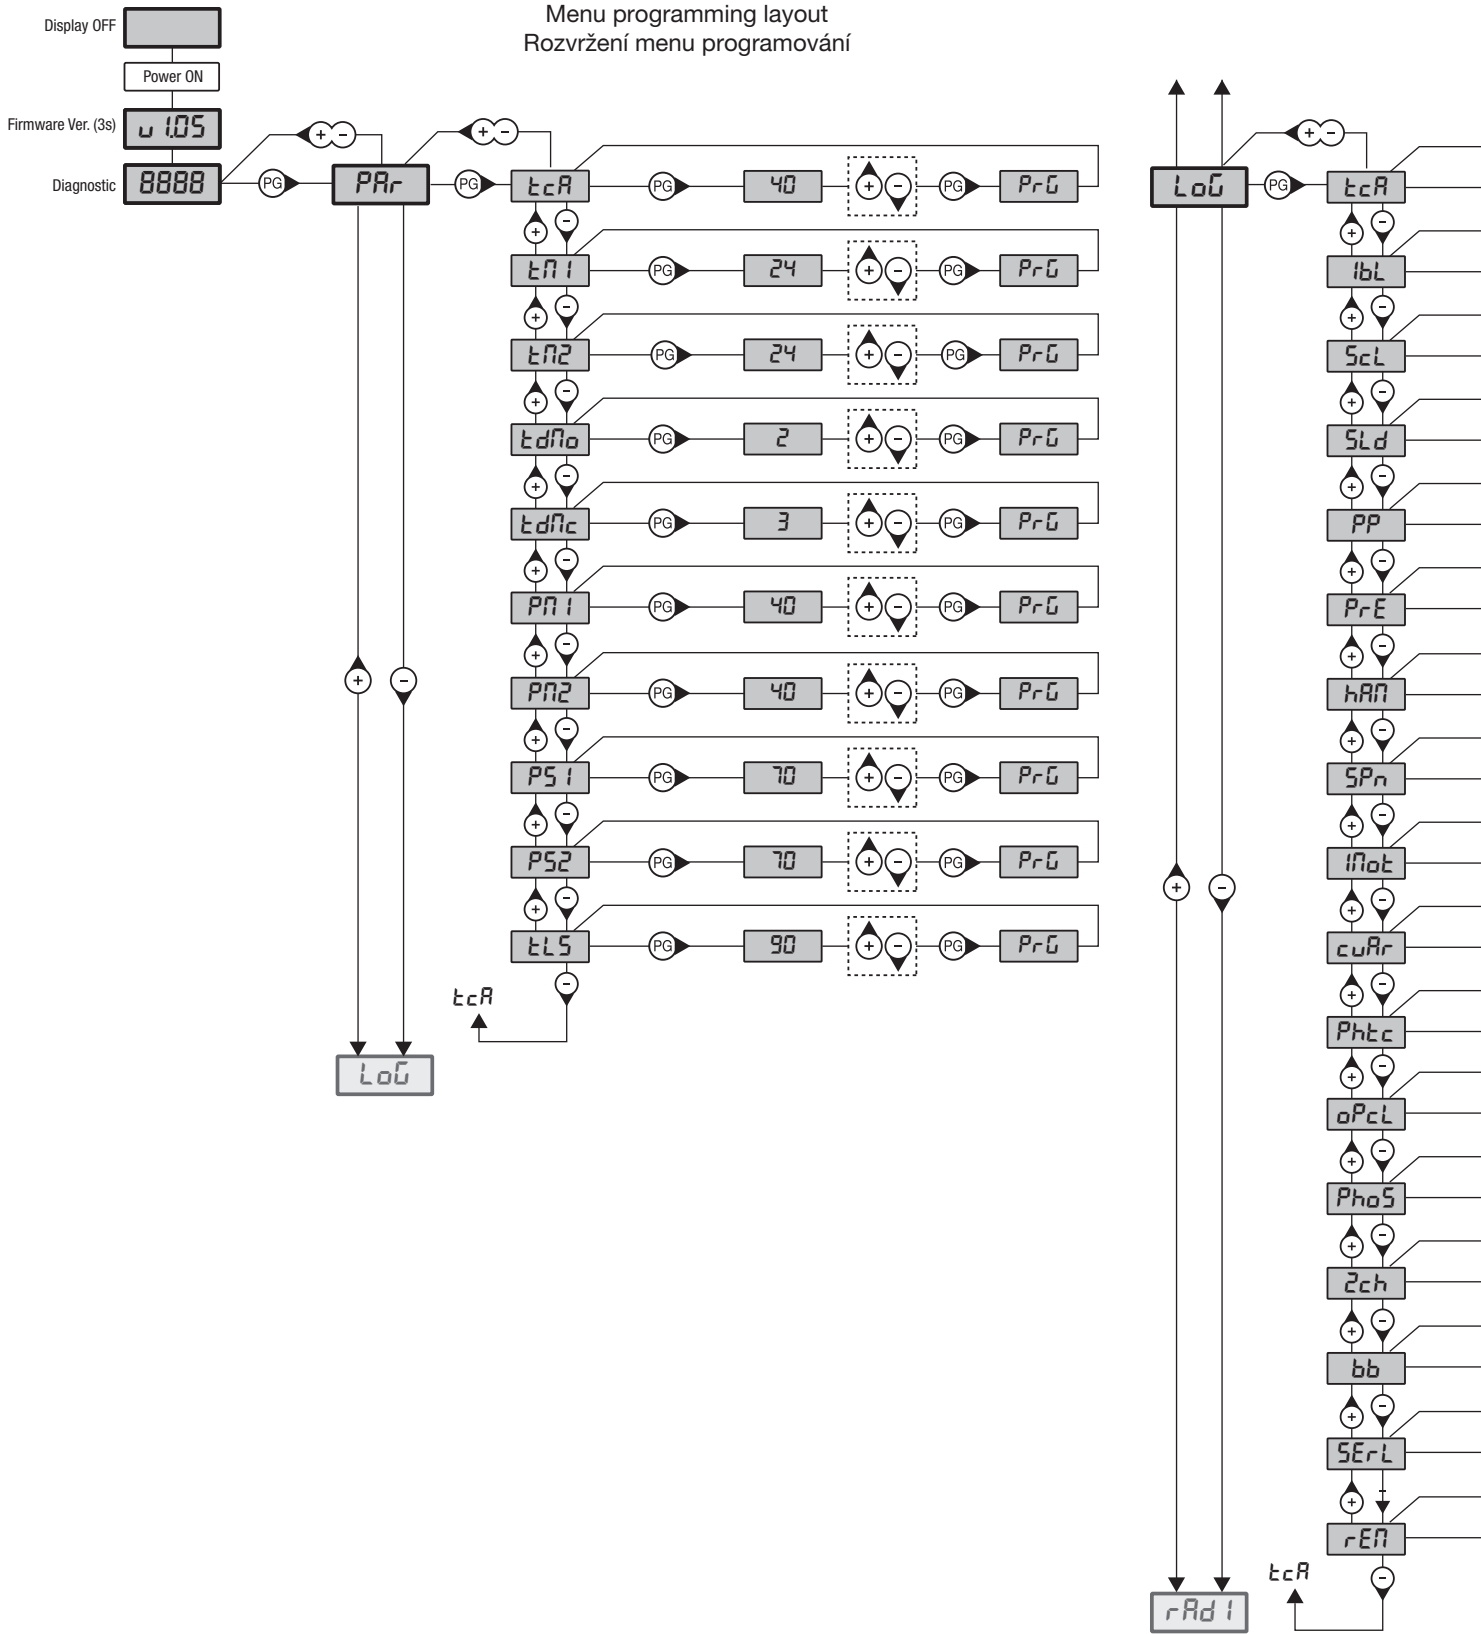 Menu programming layout
Rozvržení menu programování
Display OFF
Power ON
Firmware Ver. (3s)
v 1.05
Diagnostic
8888
+ -
PG
PAr
+ -
PG
tcA
PG
40
+ -
PG
PrG
+ -
tM1
PG
24
+ -
PG
PrG
+ -
tM2
PG
24
+ -
PG
PrG
+ -
tdMo
PG
2
+ -
PG
PrG
+ -
tdMc
PG
3
+ -
PG
PrG
+ -
PM1
PG
40
+ -
PG
PrG
+ -
PM2
PG
40
+ -
PG
PrG
+ -
PS1
PG
70
+ -
PG
PrG
+ -
PS2
PG
70
+ -
PG
PrG
+ -
tLS
PG
90
+ -
PG
PrG
-
tcA
+ -
LoG
LoG
PG
+ -
tcA
+ -
IbL
+ -
ScL
+ -
SLd
+ -
PP
+ -
PrE
+ -
hAM
+ -
SPn
+ -
IMot
+ -
cuAr
+ -
Phtc
+ -
oPcL
+ -
PhoS
+ -
2ch
+ -
bb
+ -
SErL
+ -
rEM
-
tcA
+ -
rAdI